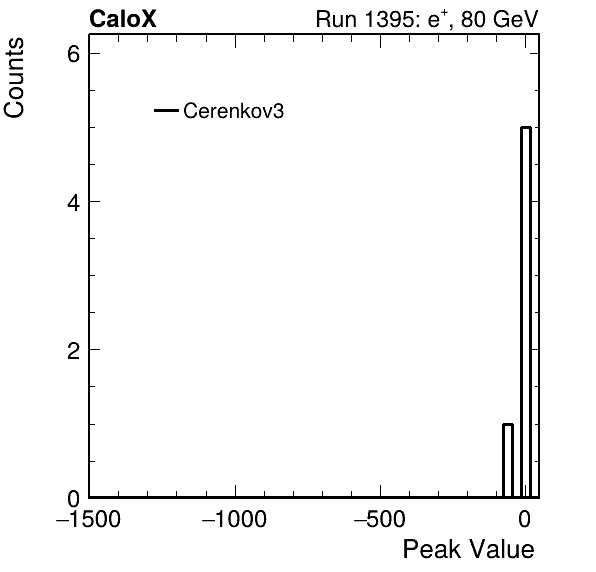 CaloX Run 1395: e⁺, 80 GeV
Counts
6
Cerenkov3
4
2
0
−1500 −1000 −500 0
Peak Value